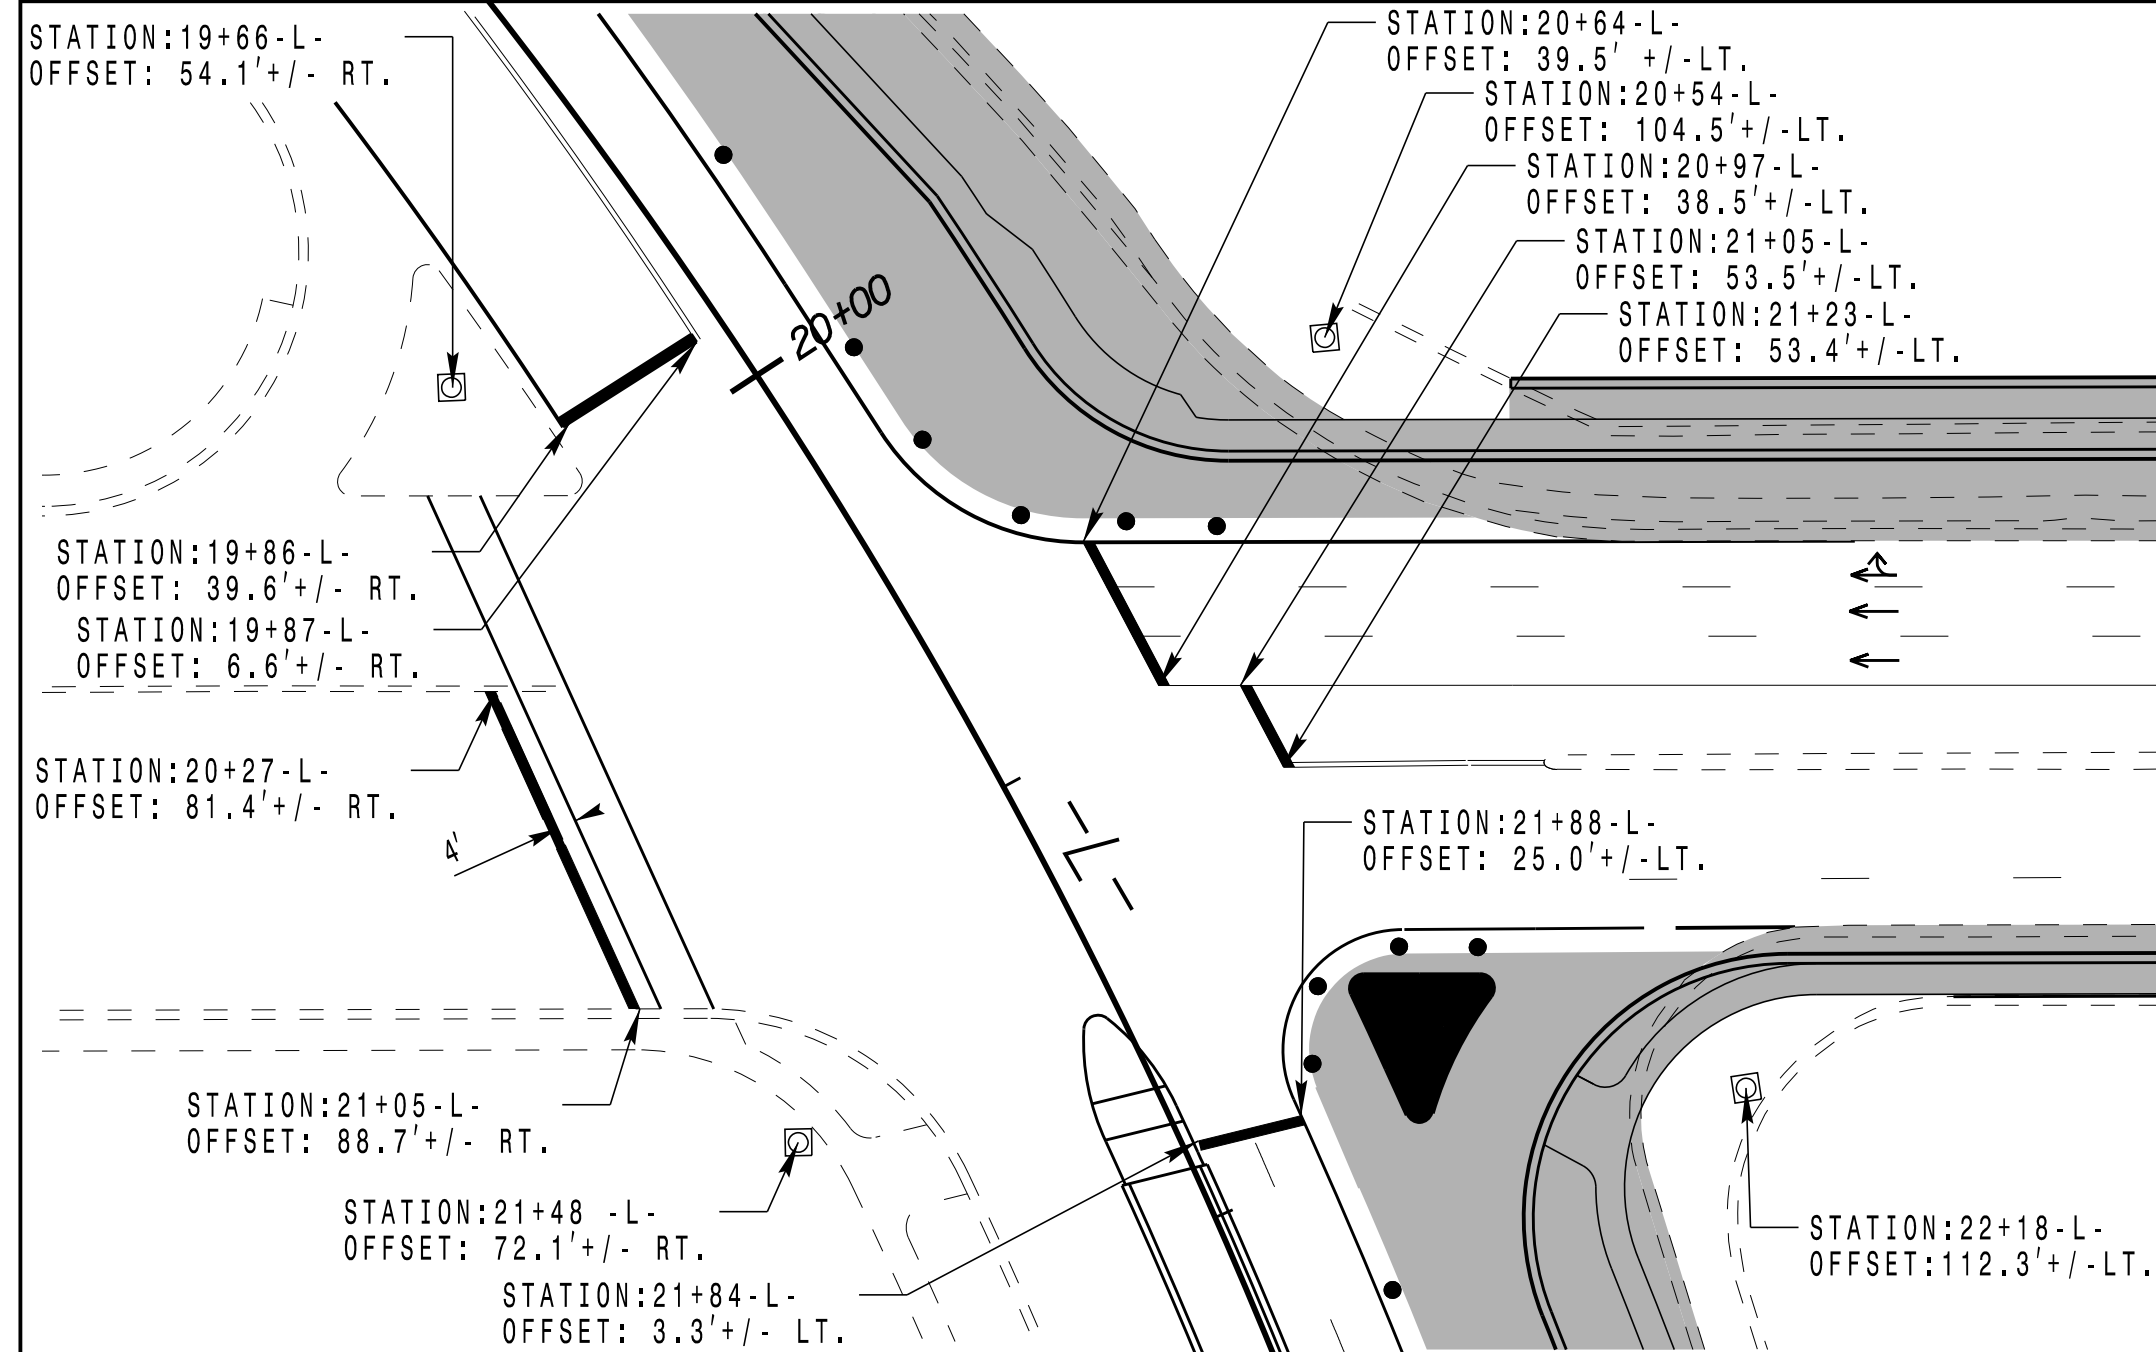 STATION:19+66-L-
OFFSET: 54.1'+/- RT.
STATION:20+64-L-
OFFSET: 39.5' +/-LT.
STATION:20+54-L-
OFFSET: 104.5'+/-LT.
STATION:20+97-L-
OFFSET: 38.5'+/-LT.
STATION:21+05-L-
OFFSET: 53.5'+/-LT.
STATION:21+23-L-
OFFSET: 53.4'+/-LT.
20+00
STATION:19+86-L-
OFFSET: 39.6'+/- RT.
STATION:19+87-L-
OFFSET: 6.6'+/- RT.
STATION:20+27-L-
OFFSET: 81.4'+/- RT.
4'
-L-
STATION:21+88-L-
OFFSET: 25.0'+/-LT.
STATION:21+05-L-
OFFSET: 88.7'+/- RT.
STATION:21+48 -L-
OFFSET: 72.1'+/- RT.
STATION:21+84-L-
OFFSET: 3.3'+/- LT.
STATION:22+18-L-
OFFSET:112.3'+/-LT.